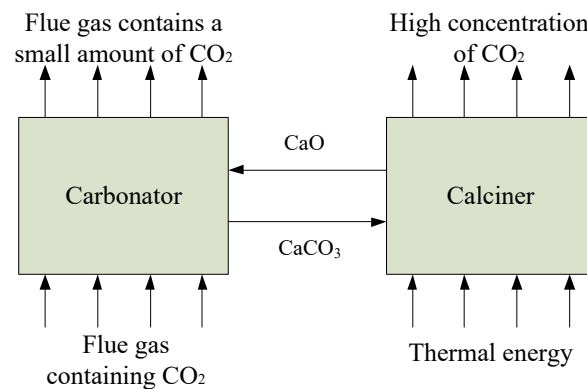 Flue gas contains a
small amount of CO₂
High concentration
of CO₂
CaO
Carbonator
Calciner
CaCO₃
Flue gas
containing CO₂
Thermal energy